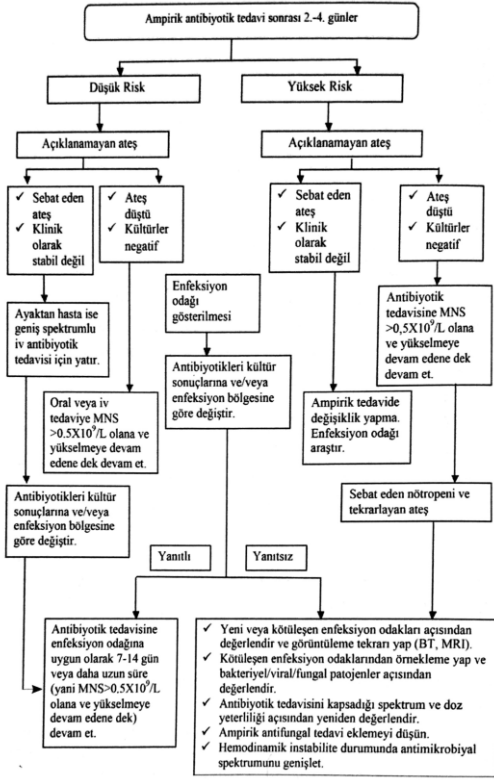 Ampirik antibiyotik tedavi sonrası 2.-4. günler
Düşük Risk
Yüksek Risk
Açıklanamayan ateş
Açıklanamayan ateş
✓ Sebat eden
ateş
✓ Klinik
olarak
stabil değil
✓ Ateş
düştü
✓ Kültürler
negatif
✓ Sebat eden
ateş
✓ Klinik
olarak
stabil değil
✓ Ateş
düştü
✓ Kültürler
negatif
Enfeksiyon
odağı
gösterilmesi
Ayaktan hasta ise
geniş spektrumlu
iv antibiyotik
tedavisi için yatır.
Antibiyotik
tedavisine MNS
>0,5X10⁹/L olana
ve yükselmeye
devam edene dek
devam et.
Antibiyotikleri kültür
sonuçlarına ve/veya
enfeksiyon bölgesine
göre değiştir.
Oral veya iv
tedaviye MNS
>0.5X10⁹/L olana ve
yükselmeye devam
edene dek devam et.
Ampirik tedavide
değişiklik yapma.
Enfeksiyon odağı
araştır.
Antibiyotikleri kültür
sonuçlarına ve/veya
enfeksiyon bölgesine
göre değiştir.
Sebat eden nötropeni ve
tekrarlayan ateş
Yanıtlı
Yanıtsız
Antibiyotik tedavisine
enfeksiyon odağına
uygun olarak 7-14 gün
veya daha uzun süre
(yani MNS>0.5X10⁹/L
olana ve yükselmeye
devam edene dek)
devam et.
✓ Yeni veya kötüleşen enfeksiyon odakları açısından
değerlendir ve görüntüleme tekrarı yap (BT, MRI).
✓ Kötüleşen enfeksiyon odaklarından örnekleme yap ve
bakteriyel/viral/fungal patojenler açısından
değerlendir.
✓ Antibiyotik tedavisini kapsadığı spektrum ve doz
yeterliliği açısından yeniden değerlendir.
✓ Ampirik antifungal tedavi eklemeyi düşün.
✓ Hemodinamik instabilite durumunda antimikrobiyal
spektrumunu genişlet.